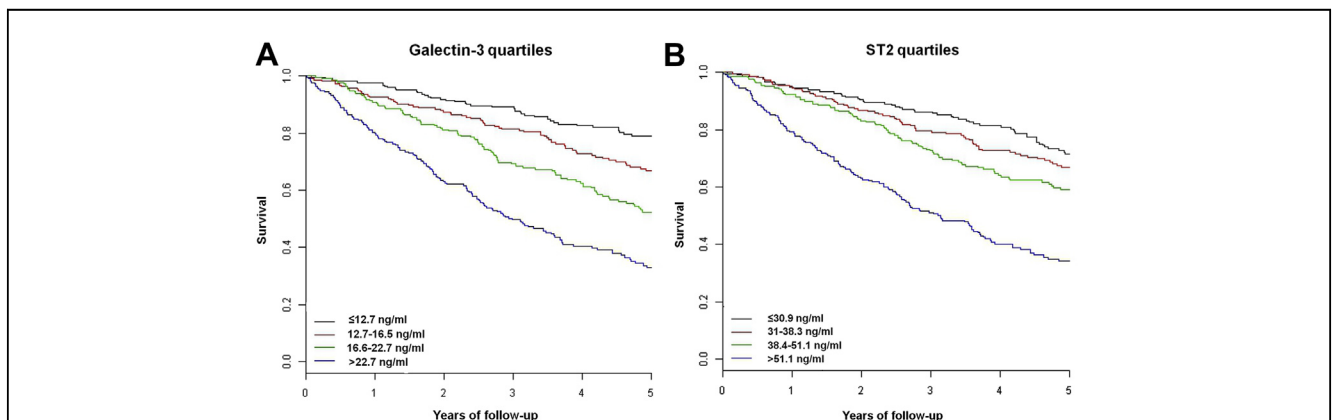 A
Galectin-3 quartiles
Survival
1.0
0.8
0.6
0.4
0.2
0.0
≤12.7 ng/ml
12.7-16.5 ng/ml
16.6-22.7 ng/ml
>22.7 ng/ml
0 1 2 3 4 5
Years of follow-up
B
ST2 quartiles
Survival
1.0
0.8
0.6
0.4
0.2
0.0
≤30.9 ng/ml
31-38.3 ng/ml
38.4-51.1 ng/ml
>51.1 ng/ml
0 1 2 3 4 5
Years of follow-up